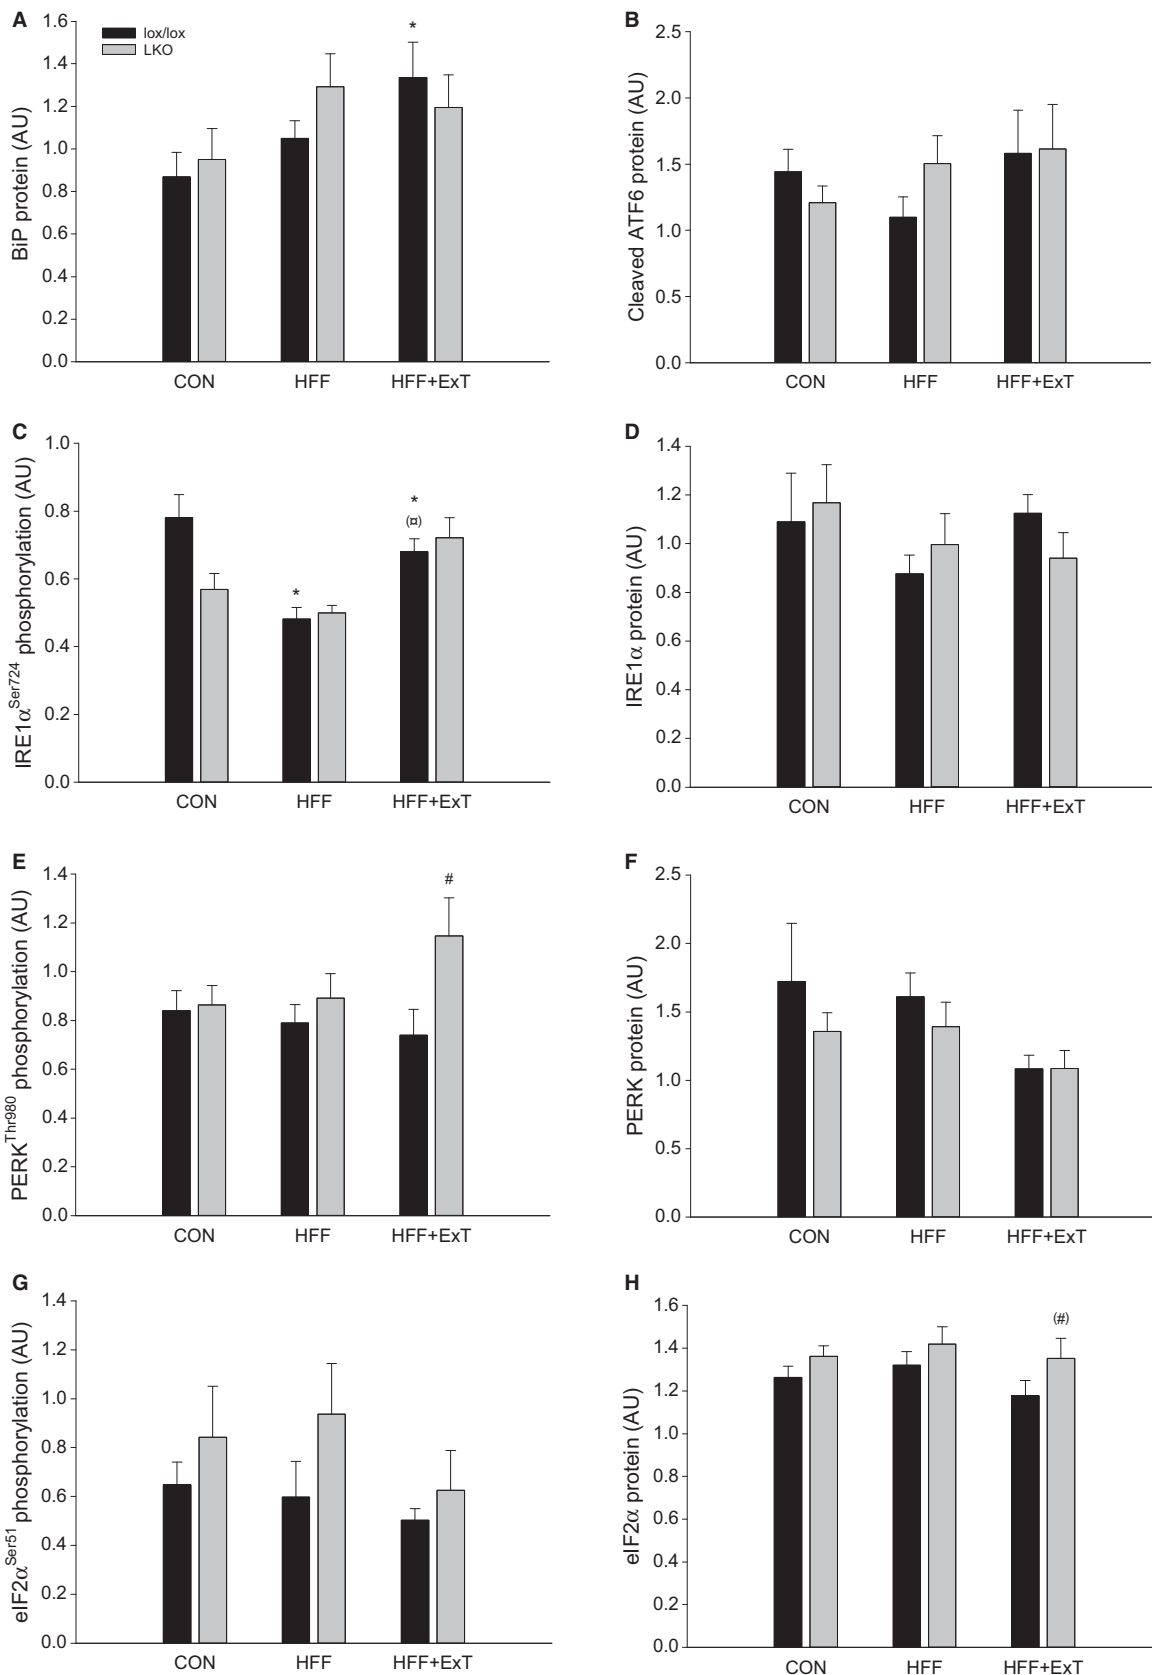 A
BiP protein (AU)
1.6
1.4
1.2
1.0
0.8
0.6
0.4
0.2
0.0
lox/lox
LKO
*
CON HFF HFF+ExT
B
Cleaved ATF6 protein (AU)
2.5
2.0
1.5
1.0
0.5
0.0
CON HFF HFF+ExT
C
IRE1α^Ser724 phosphorylation (AU)
1.0
0.8
0.6
0.4
0.2
0.0
*
*
(¤)
CON HFF HFF+ExT
D
IRE1α protein (AU)
1.4
1.2
1.0
0.8
0.6
0.4
0.2
0.0
CON HFF HFF+ExT
E
PERK^Thr980 phosphorylation (AU)
1.4
1.2
1.0
0.8
0.6
0.4
0.2
0.0
#
CON HFF HFF+ExT
F
PERK protein (AU)
2.5
2.0
1.5
1.0
0.5
0.0
CON HFF HFF+ExT
G
eIF2α^Ser51 phosphorylation (AU)
1.4
1.2
1.0
0.8
0.6
0.4
0.2
0.0
CON HFF HFF+ExT
H
eIF2α protein (AU)
1.6
1.4
1.2
1.0
0.8
0.6
0.4
0.2
0.0
(#)
CON HFF HFF+ExT